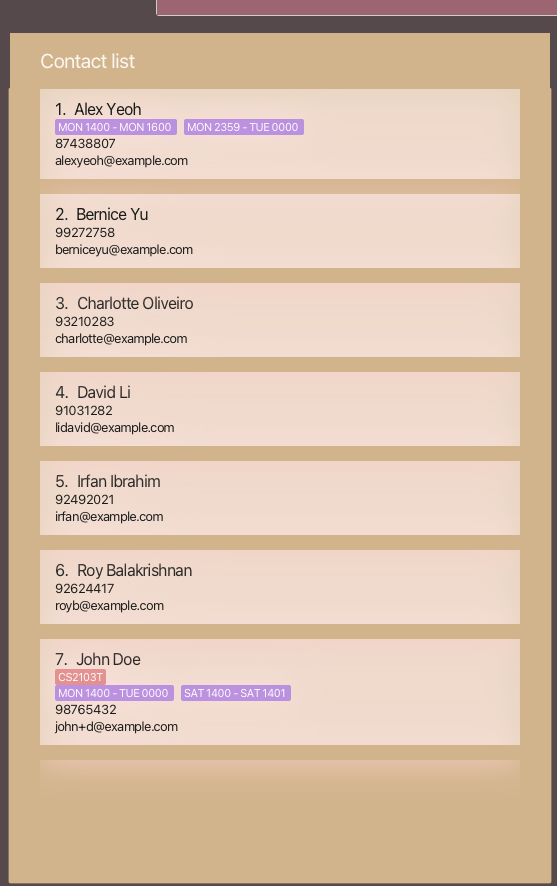 Contact list
1. Alex Yeoh
MON 1400 - MON 1600 MON 2359 - TUE 0000
87438807
alexyeoh@example.com
2. Bernice Yu
99272758
berniceyu@example.com
3. Charlotte Oliveiro
93210283
charlotte@example.com
4. David Li
91031282
lidavid@example.com
5. Irfan Ibrahim
92492021
irfan@example.com
6. Roy Balakrishnan
92624417
royb@example.com
7. John Doe
CS2103T
MON 1400 - TUE 0000 SAT 1400 - SAT 1401
98765432
john+d@example.com